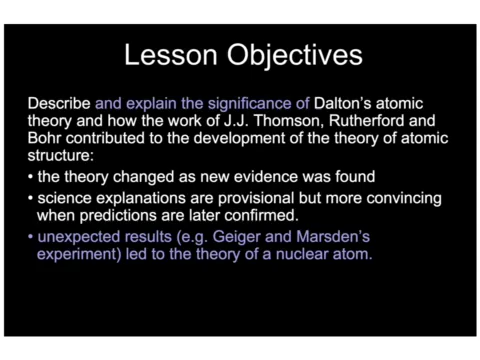 Lesson Objectives
Describe and explain the significance of Dalton's atomic
theory and how the work of J.J. Thomson, Rutherford and
Bohr contributed to the development of the theory of atomic
structure:
• the theory changed as new evidence was found
• science explanations are provisional but more convincing
when predictions are later confirmed.
• unexpected results (e.g. Geiger and Marsden's
experiment) led to the theory of a nuclear atom.